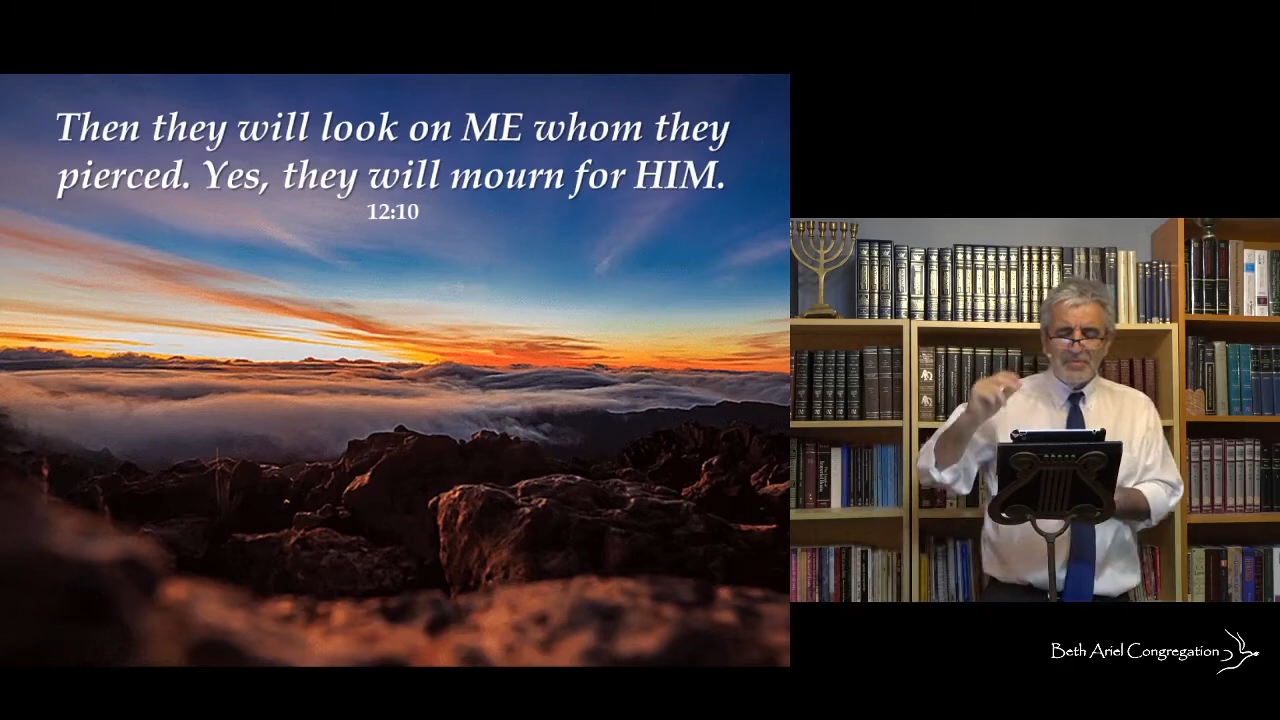 Then they will look on ME whom they
pierced. Yes, they will mourn for HIM.
12:10
Beth Ariel Congregation